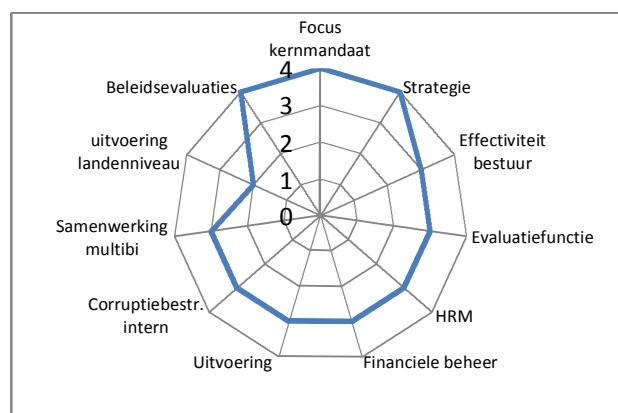 Focus
kernmandaat
Strategie
Effectiviteit
bestuur
Evaluatiefunctie
HRM
Financiele beheer
Uitvoering
Corruptiebestr.
intern
Samenwerking
multibi
uitvoering
landenniveau
Beleidsevaluaties
4
3
2
1
0